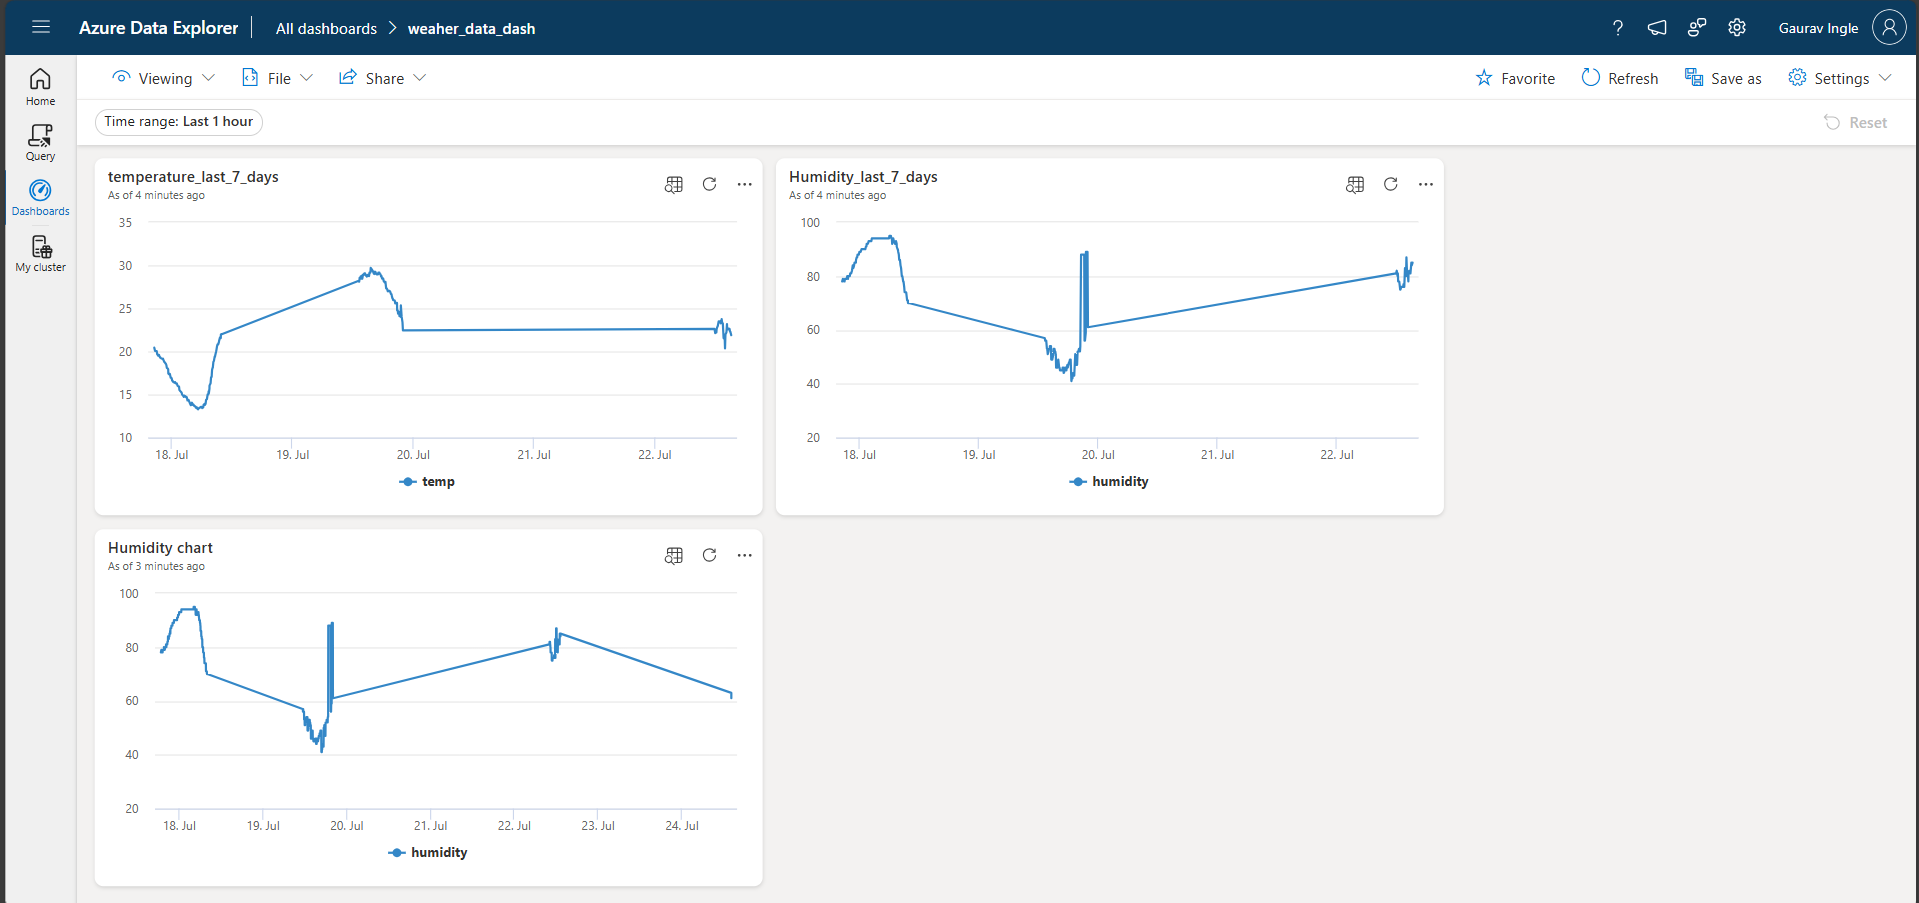 Azure Data Explorer
All dashboards > weaher_data_dash
Gaurav Ingle
Viewing
File
Share
Favorite
Refresh
Save as
Settings
Time range: Last 1 hour
Reset
Home
Query
Dashboards
My cluster
temperature_last_7_days
As of 4 minutes ago
35
30
25
20
15
10
18. Jul
19. Jul
20. Jul
21. Jul
22. Jul
temp
Humidity_last_7_days
As of 4 minutes ago
100
80
60
40
20
18. Jul
19. Jul
20. Jul
21. Jul
22. Jul
humidity
Humidity chart
As of 3 minutes ago
100
80
60
40
20
18. Jul
19. Jul
20. Jul
21. Jul
22. Jul
23. Jul
24. Jul
humidity